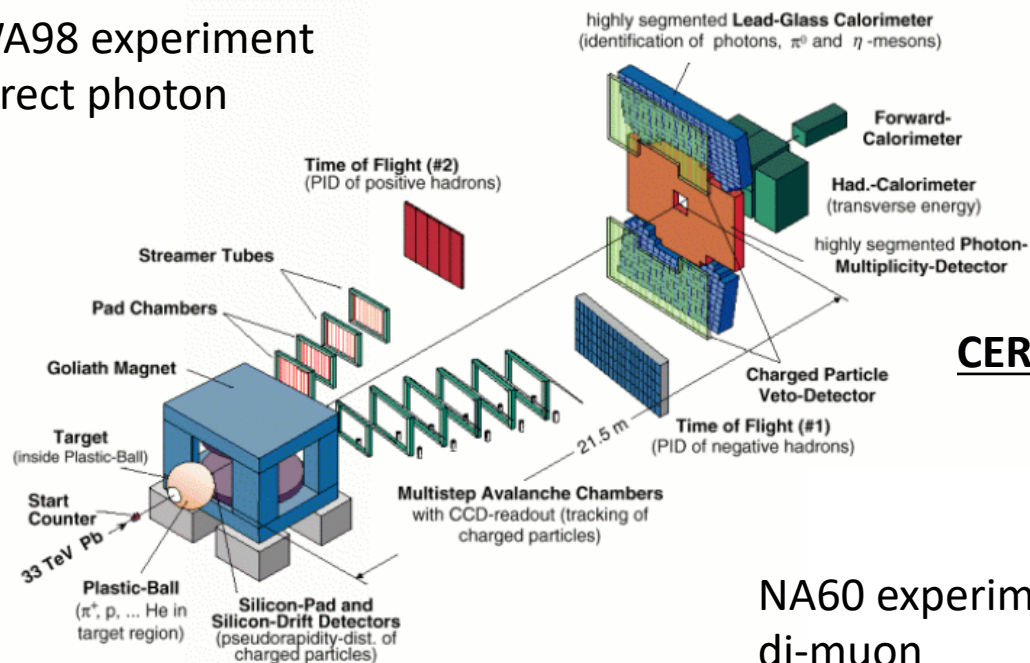 WA98 experiment
direct photon
highly segmented Lead-Glass Calorimeter
(identification of photons, π⁰ and η -mesons)
Forward-
Calorimeter
Time of Flight (#2)
(PID of positive hadrons)
Had.-Calorimeter
(transverse energy)
highly segmented Photon-
Multiplicity-Detector
Streamer Tubes
Pad Chambers
Goliath Magnet
CER
Charged Particle
Veto-Detector
Time of Flight (#1)
(PID of negative hadrons)
21.5 m
Target
(inside Plastic-Ball)
Start
Counter
33 TeV Pb
Multistep Avalanche Chambers
with CCD-readout (tracking of
charged particles)
Plastic-Ball
(π⁺, p, ... He in
target region)
Silicon-Pad and
Silicon-Drift Detectors
(pseudorapidity-dist. of
charged particles)
NA60 experim
di-muon